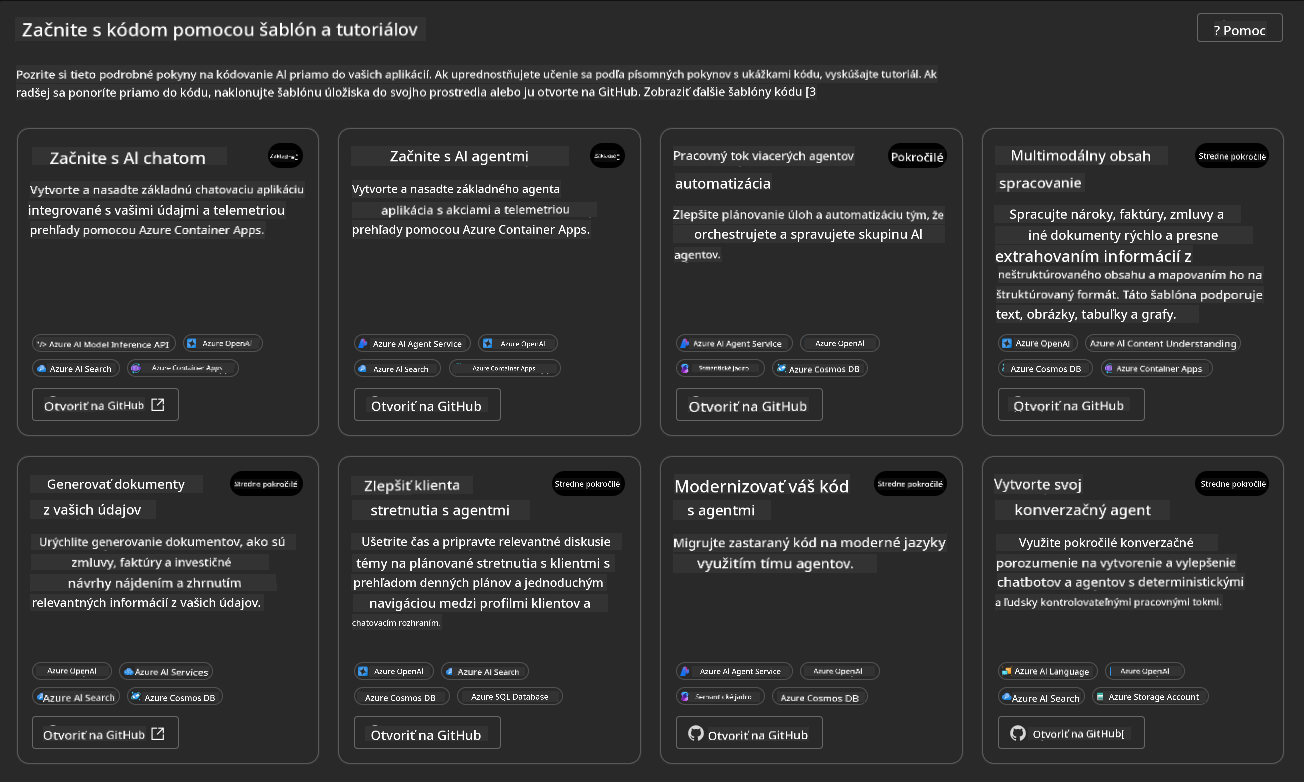 Začnite s kódom pomocou šablón a tutoriálov
? Pomoc
Pozrite si tieto podrobné pokyny na kódovanie AI priamo do vašich aplikácií. Ak uprednostňujete učenie sa podľa písomných pokynov s ukážkami kódu, vyskúšajte tutoriál. Ak
radšej sa ponoríte priamo do kódu, naklonujte šablónu úložiska do svojho prostredia alebo ju otvorte na GitHub. Zobraziť ďalšie šablóny kódu [3
Začnite s AI chatom
Vytvorte a nasaďte základnú chatovaciu aplikáciu
integrované s vašimi údajmi a telemetriou
prehľady pomocou Azure Container Apps.
"/> Azure AI Model Inference API
Azure OpenAI
Azure AI Search
Azure Container Apps
Otvoriť na GitHub
Začnite s AI agentmi
Vytvorte a nasaďte základného agenta
aplikácia s akciami a telemetriou
prehľady pomocou Azure Container Apps.
Azure AI Agent Service
Azure OpenAI
Azure AI Search
Azure Container Apps
Otvoriť na GitHub
Pracovný tok viacerých agentov
Pokročilé
automatizácia
Zlepšite plánovanie úloh a automatizáciu tým, že
orchestrujete a spravujete skupinu AI
agentov.
Azure AI Agent Service
Azure OpenAI
Semantické jadro
Azure Cosmos DB
Otvoriť na GitHub
Multimodálny obsah
Stredne pokročilé
spracovanie
Spracujte nároky, faktúry, zmluvy a
iné dokumenty rýchlo a presne
extrahovaním informácií z
neštruktúrovaného obsahu a mapovaním ho na
štruktúrovaný formát. Táto šablóna podporuje
text, obrázky, tabuľky a grafy.
Azure OpenAI
Azure AI Content Understanding
Azure Cosmos DB
Azure Container Apps
Otvoriť na GitHub
Generovať dokumenty
Stredne pokročilé
z vašich údajov
Urýchlite generovanie dokumentov, ako sú
zmluvy, faktúry a investičné
návrhy nájdením a zhrnutím
relevantných informácií z vašich údajov.
Azure OpenAI
Azure AI Services
Azure AI Search
Azure Cosmos DB
Otvoriť na GitHub
Zlepšiť klienta
Stredne pokročilé
stretnutia s agentmi
Ušetrite čas a pripravte relevantné diskusie
témy na plánované stretnutia s klientmi s
prehľadom denných plánov a jednoduchým
navigáciou medzi profilmi klientov a
chatovacím rozhraním.
Azure OpenAI
Azure AI Search
Azure Cosmos DB
Azure SQL Database
Otvoriť na GitHub
Modernizovať váš kód
Stredne pokročilé
s agentmi
Migrujte zastaraný kód na moderné jazyky
využitím tímu agentov.
Azure AI Agent Service
Azure OpenAI
Semantické jadro
Azure Cosmos DB
Otvoriť na GitHub
Vytvorte svoj
Stredne pokročilé
konverzačný agent
Využite pokročilé konverzačné
porozumenie na vytvorenie a vylepšenie
chatbotov a agentov s deterministickými
a ľudsky kontrolovateľnými pracovnými tokmi.
Azure AI Language
Azure OpenAI
Azure AI Search
Azure Storage Account
Otvoriť na GitHub[